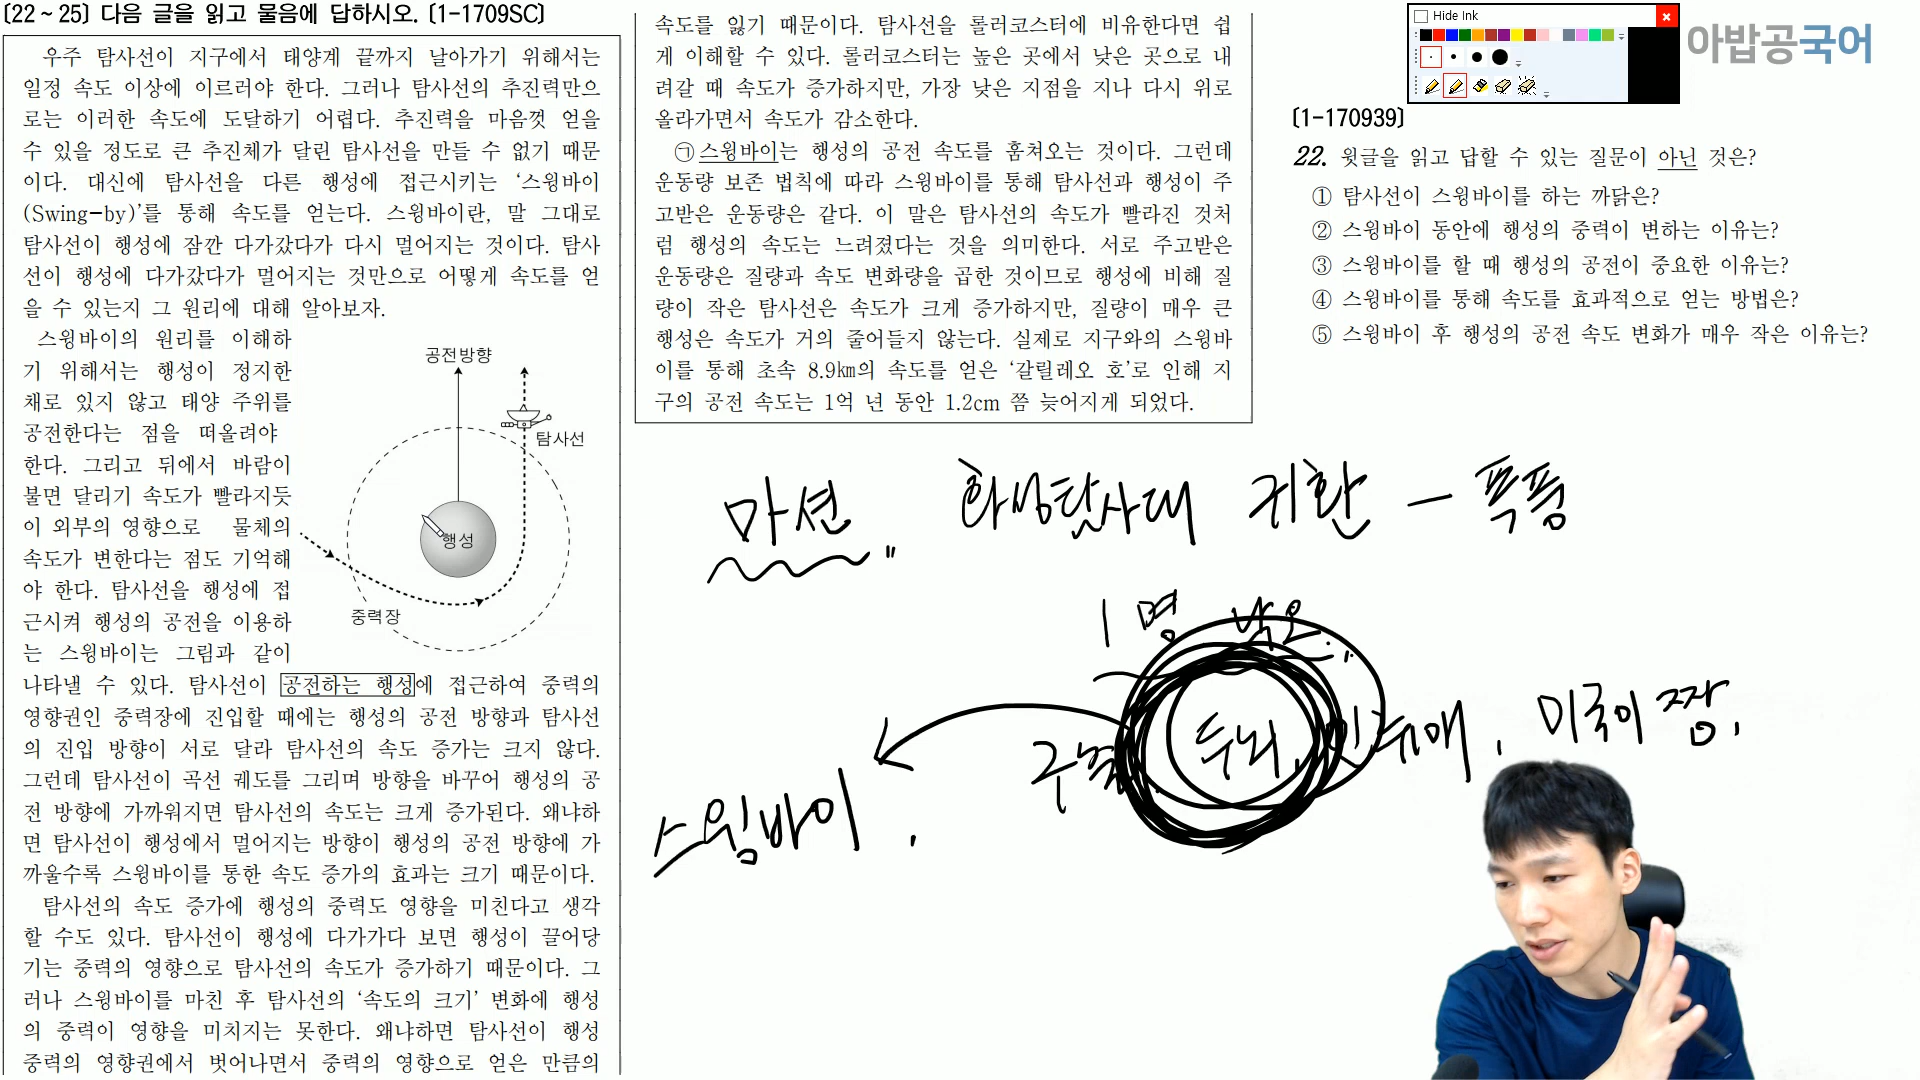 [22~25] 다음 글을 읽고 물음에 답하시오. [1-1709SC]
우주 탐사선이 지구에서 태양계 끝까지 날아가기 위해서는
일정 속도 이상에 이르러야 한다. 그러나 탐사선의 추진력만으
로는 이러한 속도에 도달하기 어렵다. 추진력을 마음껏 얻을
수 있을 정도로 큰 추진체가 달린 탐사선을 만들 수 없기 때문
이다. 대신에 탐사선을 다른 행성에 접근시키는 ‘스윙바이
(Swing-by)’를 통해 속도를 얻는다. 스윙바이란, 말 그대로
탐사선이 행성에 잠깐 다가갔다가 다시 멀어지는 것이다. 탐사
선이 행성에 다가갔다가 멀어지는 것만으로 어떻게 속도를 얻
을 수 있는지 그 원리에 대해 알아보자.
스윙바이의 원리를 이해하
기 위해서는 행성이 정지한
채로 있지 않고 태양 주위를
공전한다는 점을 떠올려야
한다. 그리고 뒤에서 바람이
불면 달리기 속도가 빨라지듯
이 외부의 영향으로 물체의
속도가 변한다는 점도 기억해
야 한다. 탐사선을 행성에 접
근시켜 행성의 공전을 이용하
는 스윙바이는 그림과 같이
공전방향
탐사선
행성
중력장
나타낼 수 있다. 탐사선이 공전하는 행성에 접근하여 중력의
영향권인 중력장에 진입할 때에는 행성의 공전 방향과 탐사선
의 진입 방향이 서로 달라 탐사선의 속도 증가는 크지 않다.
그런데 탐사선이 곡선 궤도를 그리며 방향을 바꾸어 행성의 공
전 방향에 가까워지면 탐사선의 속도는 크게 증가된다. 왜냐하
면 탐사선이 행성에서 멀어지는 방향이 행성의 공전 방향에 가
까울수록 스윙바이를 통한 속도 증가의 효과는 크기 때문이다.
탐사선의 속도 증가에 행성의 중력도 영향을 미친다고 생각
할 수도 있다. 탐사선이 행성에 다가가다 보면 행성이 끌어당
기는 중력의 영향으로 탐사선의 속도가 증가하기 때문이다. 그
러나 스윙바이를 마친 후 탐사선의 ‘속도의 크기’ 변화에 행성
의 중력이 영향을 미치지는 못한다. 왜냐하면 탐사선이 행성
중력의 영향권에서 벗어나면서 중력의 영향으로 얻은 만큼의
속도를 잃기 때문이다. 탐사선을 롤러코스터에 비유한다면 쉽
게 이해할 수 있다. 롤러코스터는 높은 곳에서 낮은 곳으로 내
려갈 때 속도가 증가하지만, 가장 낮은 지점을 지나 다시 위로
올라가면서 속도가 감소한다.
㉠ 스윙바이는 행성의 공전 속도를 훔쳐오는 것이다. 그런데
운동량 보존 법칙에 따라 스윙바이를 통해 탐사선과 행성이 주
고받은 운동량은 같다. 이 말은 탐사선의 속도가 빨라진 것처
럼 행성의 속도는 느려졌다는 것을 의미한다. 서로 주고받은
운동량은 질량과 속도 변화량을 곱한 것이므로 행성에 비해 질
량이 작은 탐사선은 속도가 크게 증가하지만, 질량이 매우 큰
행성은 속도가 거의 줄어들지 않는다. 실제로 지구와의 스윙바
이를 통해 초속 8.9㎞의 속도를 얻은 ‘갈릴레오 호’로 인해 지
구의 공전 속도는 1억 년 동안 1.2cm 쯤 늦어지게 되었다.
마션 화성탐사대 귀환 - 폭풍
1명 낙오
두뇌, 미국이 짱.
스윙바이.
Hide Ink
아밥공국어
[1-170939]
22. 윗글을 읽고 답할 수 있는 질문이 아닌 것은?
① 탐사선이 스윙바이를 하는 까닭은?
② 스윙바이 동안에 행성의 중력이 변하는 이유는?
③ 스윙바이를 할 때 행성의 공전이 중요한 이유는?
④ 스윙바이를 통해 속도를 효과적으로 얻는 방법은?
⑤ 스윙바이 후 행성의 공전 속도 변화가 매우 작은 이유는?